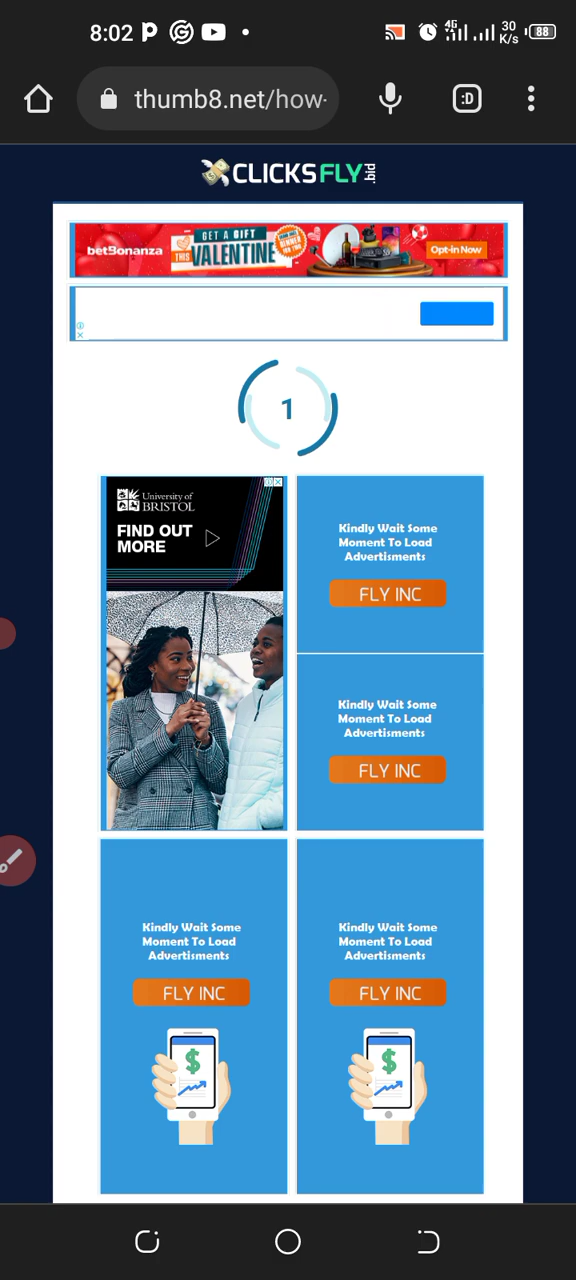 8:02
4G
30
K/s
88
thumb8.net/how-
:D
CLICKSFLY.bid
betBonanza
GET A GIFT
THIS VALENTINE
Opt-in Now
1
University of
BRISTOL
FIND OUT
MORE
Kindly Wait Some
Moment To Load
Advertisments
FLY INC
Kindly Wait Some
Moment To Load
Advertisments
FLY INC
Kindly Wait Some
Moment To Load
Advertisments
FLY INC
$
Kindly Wait Some
Moment To Load
Advertisments
FLY INC
$